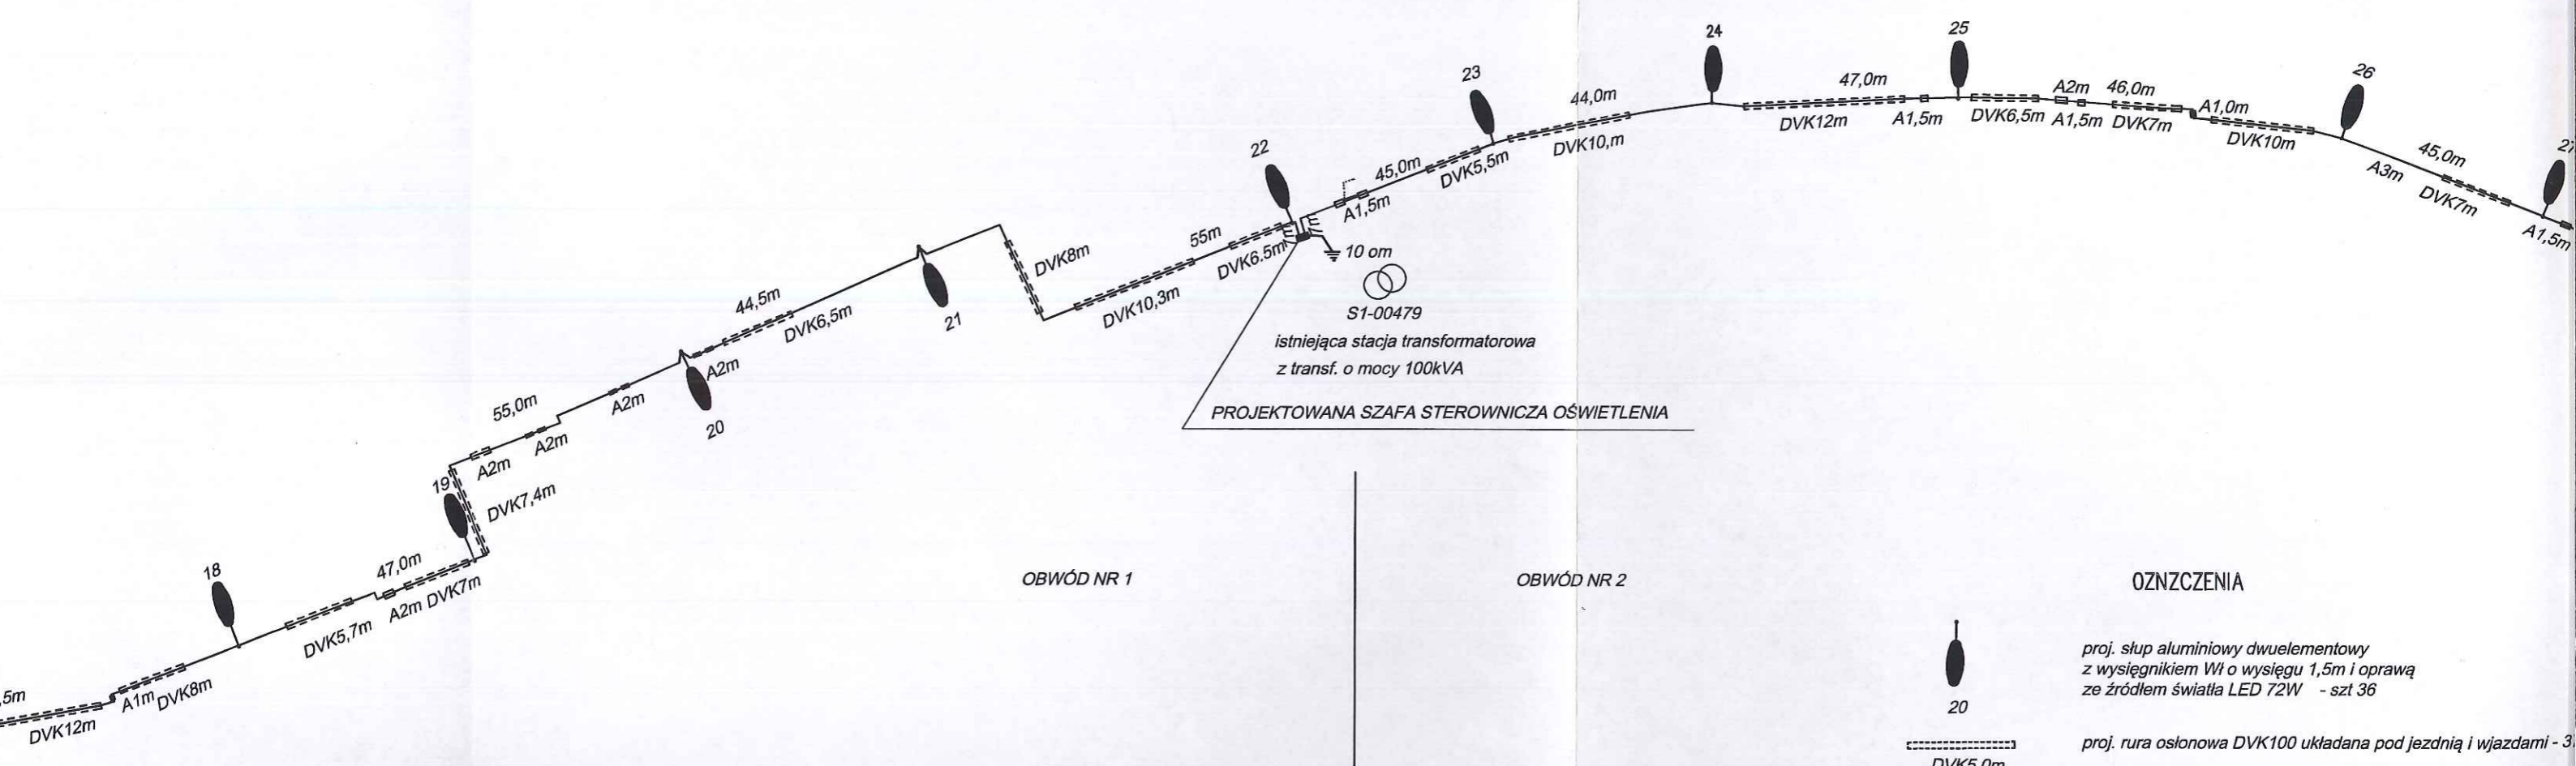 24
25
23
26
44,0m
47,0m
A2m
46,0m
A1,0m
DVK12m
A1,5m
DVK6,5m
A1,5m
DVK7m
DVK10,m
DVK10m
22
45,0m
DVK5,5m
45,0m
A3m
DVK7m
A1,5m
A1,5m
55m
DVK8m
DVK6.5m
10 om
DVK10,3m
S1-00479
istniejąca stacja transformatorowa
z transf. o mocy 100kVA
PROJEKTOWANA SZAFA STEROWNICZA OŚWIETLENIA
44,5m
DVK6,5m
21
A2m
20
55,0m
A2m
A2m
A2m
19
DVK7,4m
18
47,0m
A2m
DVK7m
DVK5,7m
,5m
A1m
DVK8m
DVK12m
OBWÓD NR 1
OBWÓD NR 2
OZNZCZENIA
proj. słup aluminiowy dwuelementowy
z wysięgnikiem Wł o wysięgu 1,5m i oprawą
ze źródłem światła LED 72W - szt 36
20
proj. rura osłonowa DVK100 układana pod jezdnią i wjazdami - 3
DVK5,0m